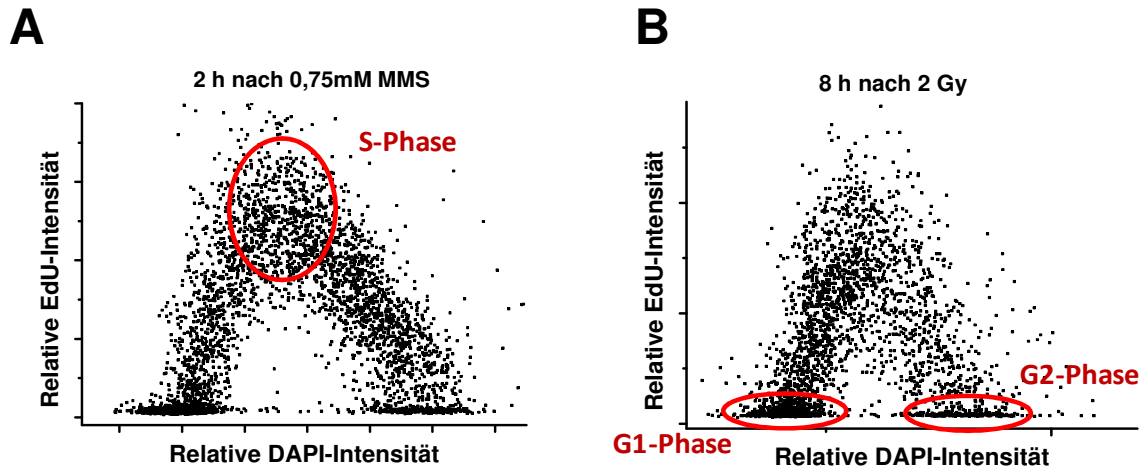 A
2 h nach 0,75mM MMS
S-Phase
Relative EdU-Intensität
Relative DAPI-Intensität
B
8 h nach 2 Gy
Relative EdU-Intensität
G2-Phase
G1-Phase
Relative DAPI-Intensität